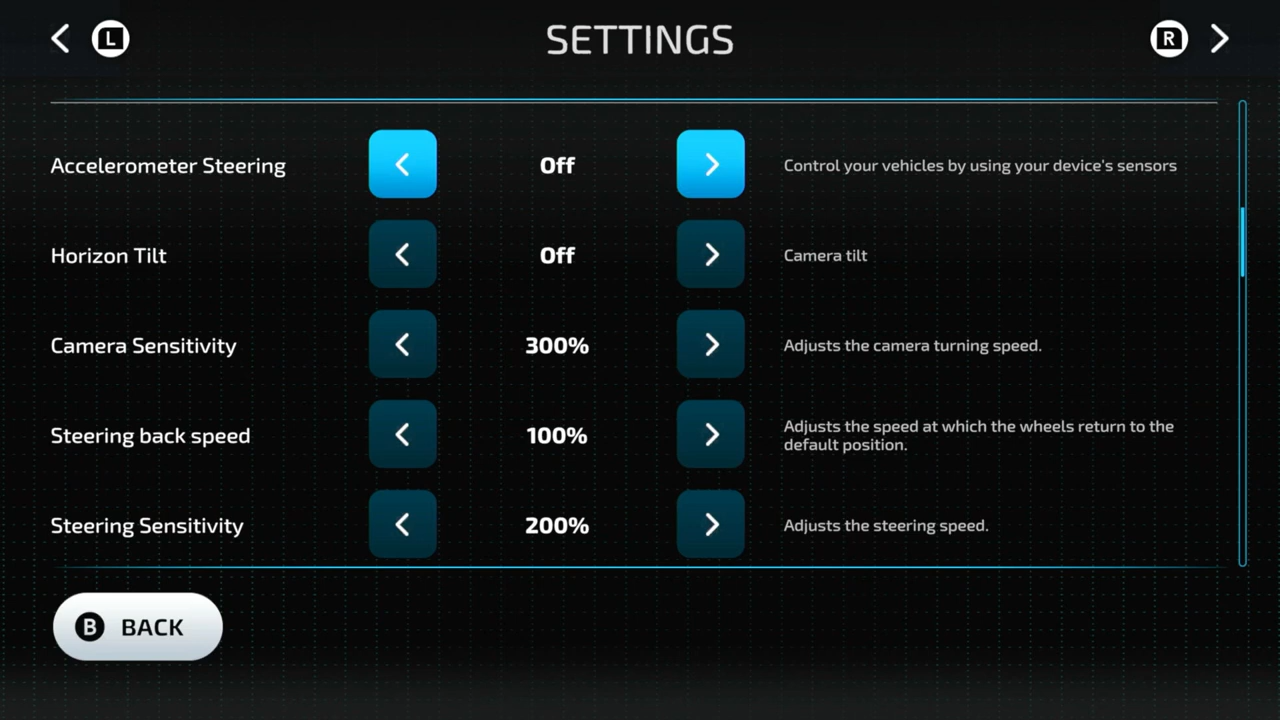 L
SETTINGS
R
Accelerometer Steering
Off
Control your vehicles by using your device's sensors
Horizon Tilt
Off
Camera tilt
Camera Sensitivity
300%
Adjusts the camera turning speed.
Steering back speed
100%
Adjusts the speed at which the wheels return to the
default position.
Steering Sensitivity
200%
Adjusts the steering speed.
B BACK